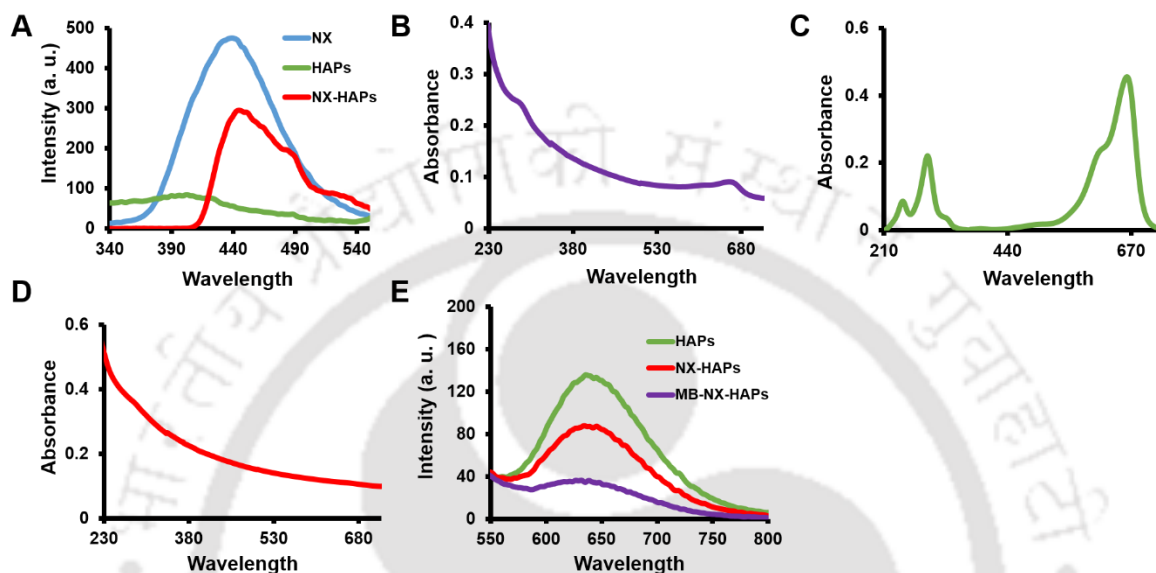 A
500
400
300
200
100
0
Intensity (a. u.)
340 390 440 490 540
Wavelength
NX
HAPs
NX-HAPs
B
0.4
0.3
0.2
0.1
0
Absorbance
230 380 530 680
Wavelength
C
0.6
0.4
0.2
0
Absorbance
210 440 670
Wavelength
D
0.6
0.4
0.2
0
Absorbance
230 380 530 680
Wavelength
E
200
160
120
80
40
0
Intensity (a. u. )
550 600 650 700 750 800
Wavelength
HAPs
NX-HAPs
MB-NX-HAPs